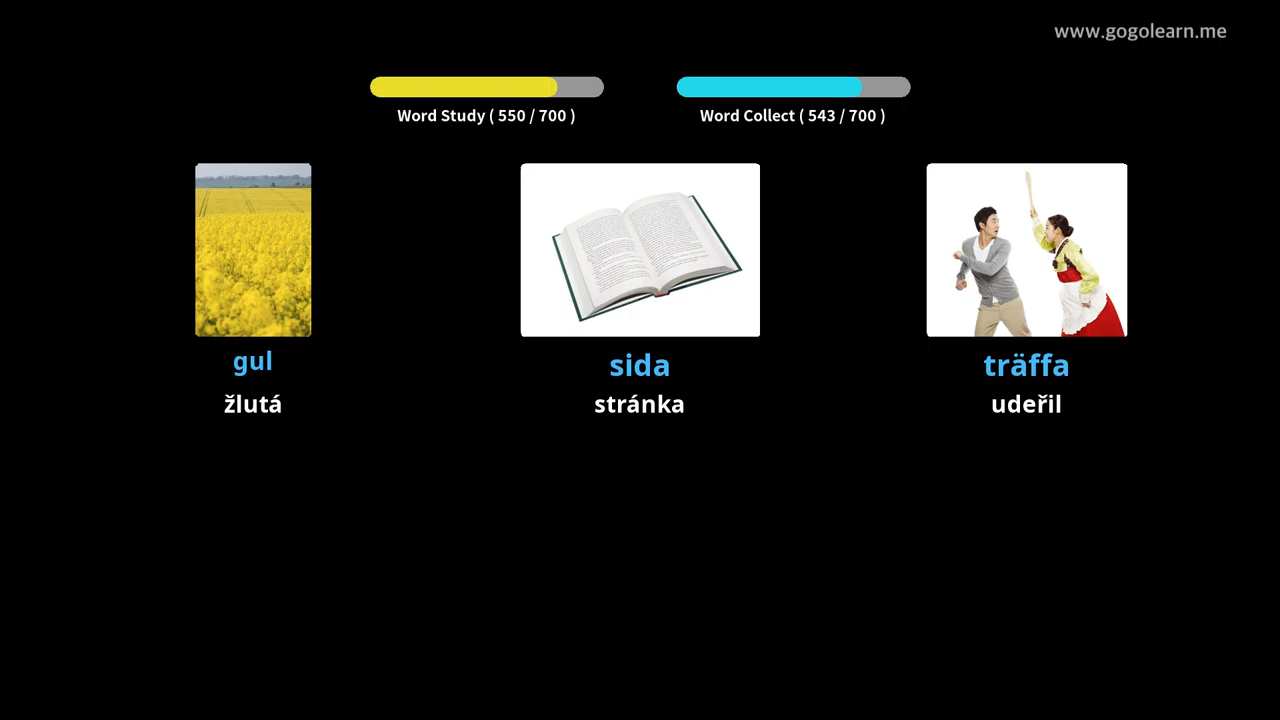 www.gogolearn.me
Word Study ( 550 / 700 )
Word Collect ( 543 / 700 )
gul
sida
träffa
žlutá
stránka
udeřil